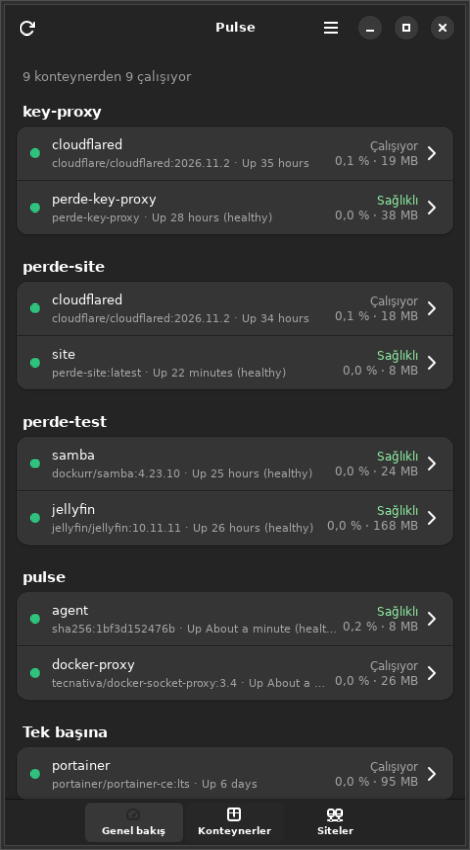 Pulse
9 konteynerden 9 çalışıyor
key-proxy
cloudflared
Çalışıyor
cloudflare/cloudflared:2026.11.2 · Up 35 hours
0,1 % · 19 MB
perde-key-proxy
Sağlıklı
perde-key-proxy · Up 28 hours (healthy)
0,0 % · 38 MB
perde-site
cloudflared
Çalışıyor
cloudflare/cloudflared:2026.11.2 · Up 34 hours
0,1 % · 18 MB
site
Sağlıklı
perde-site:latest · Up 22 minutes (healthy)
0,0 % · 8 MB
perde-test
samba
Sağlıklı
dockurr/samba:4.23.10 · Up 25 hours (healthy)
0,0 % · 24 MB
jellyfin
Sağlıklı
jellyfin/jellyfin:10.11.11 · Up 26 hours (healthy)
0,0 % · 168 MB
pulse
agent
Sağlıklı
sha256:1bf3d152476b · Up About a minute (healt…
0,2 % · 8 MB
docker-proxy
Çalışıyor
tecnativa/docker-socket-proxy:3.4 · Up About a …
0,0 % · 26 MB
Tek başına
portainer
Çalışıyor
portainer/portainer-ce:lts · Up 6 days
0,0 % · 95 MB
Genel bakış
Konteynerler
Siteler